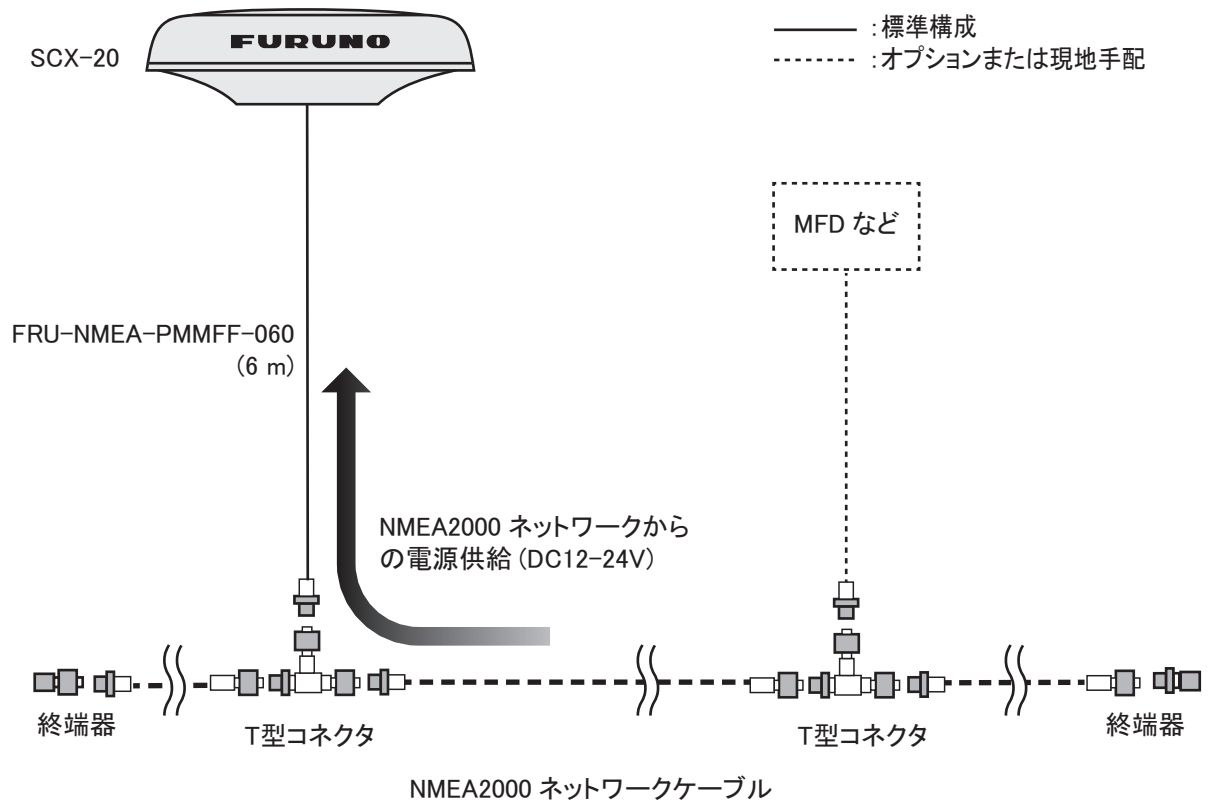 FURUNO
SCX-20
:標準構成
:オプションまたは現地手配
MFD など
FRU-NMEA-PMMFF-060
(6 m)
NMEA2000 ネットワークから
の電源供給(DC12-24V)
終端器
T型コネクタ
T型コネクタ
終端器
NMEA2000 ネットワークケーブル